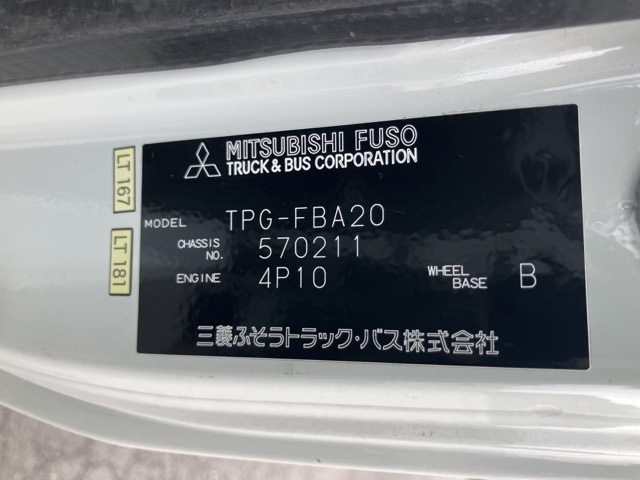 MITSUBISHI FUSO
TRUCK & BUS CORPORATION
MODEL TPG-FBA20
CHASSIS NO. 570211
ENGINE 4P10 WHEEL BASE B
三菱ふそうトラック・バス株式会社
LT 167
LT 181